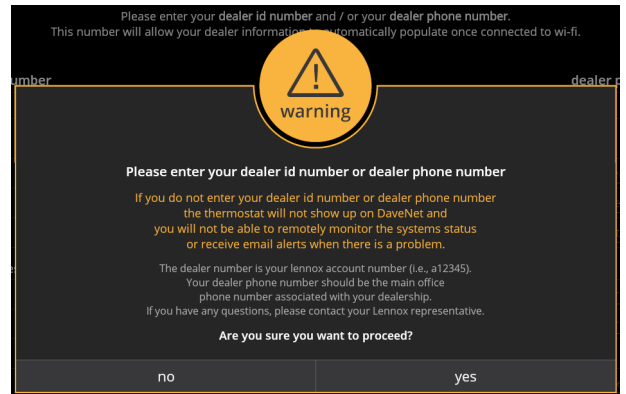 Please enter your dealer id number and / or your dealer phone number.
This number will allow your dealer information to automatically populate once connected to wi-fi.
umber
dealer p
warning
Please enter your dealer id number or dealer phone number
If you do not enter your dealer id number or dealer phone number
the thermostat will not show up on DaveNet and
you will not be able to remotely monitor the systems status
or receive email alerts when there is a problem.
The dealer number is your lennox account number (i.e., a12345).
Your dealer phone number should be the main office
phone number associated with your dealership.
If you have any questions, please contact your Lennox representative.
Are you sure you want to proceed?
no
yes